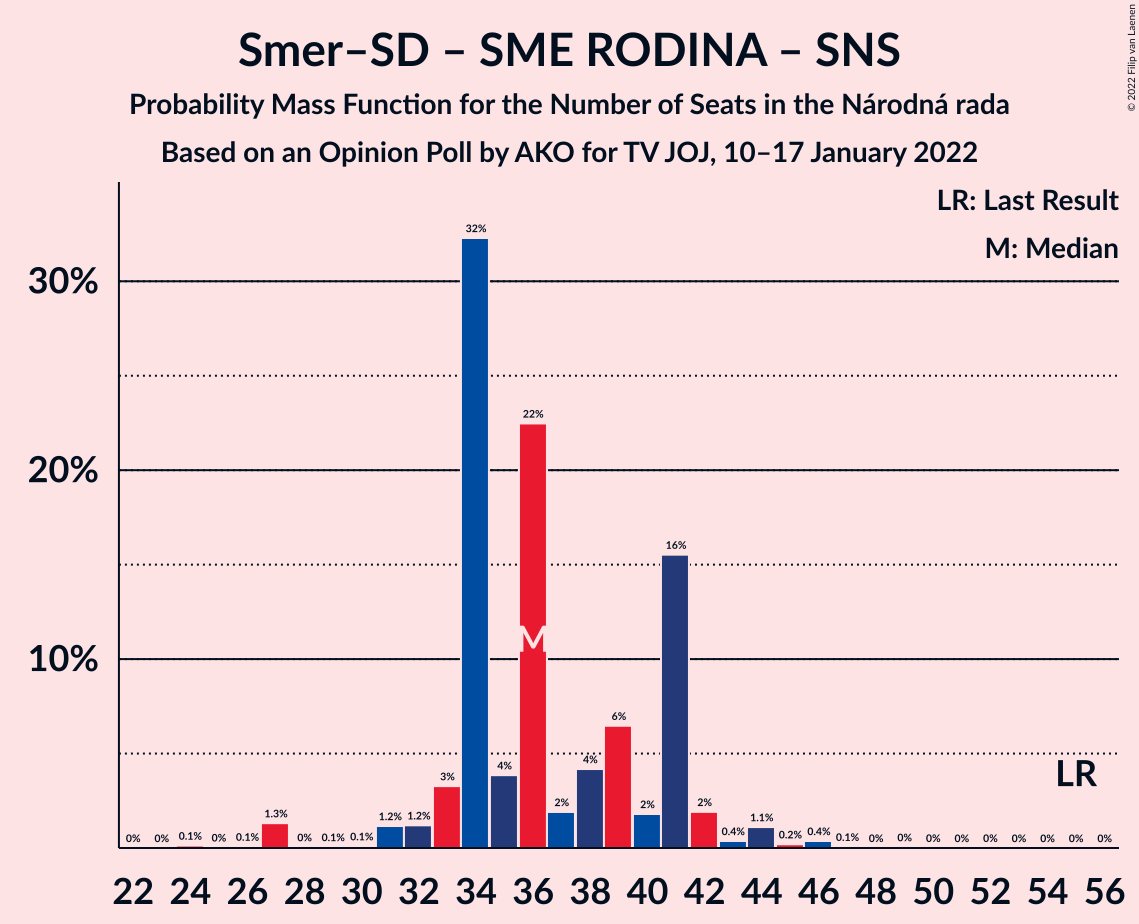 Smer–SD – SME RODINA – SNS
Probability Mass Function for the Number of Seats in the Národná rada
Based on an Opinion Poll by AKO for TV JOJ, 10–17 January 2022
© 2022 Filip van Laenen
LR: Last Result
M: Median
30%
20%
10%
0% 0% 0.1% 0% 0.1% 1.3% 0% 0.1% 0.1% 1.2% 1.2% 3% 32% 4% 22% 2% 4% 6% 2% 16% 2% 0.4% 1.1% 0.2% 0.4% 0.1% 0% 0% 0% 0% 0% 0% 0% 0% 0%
M
LR
22 24 26 28 30 32 34 36 38 40 42 44 46 48 50 52 54 56